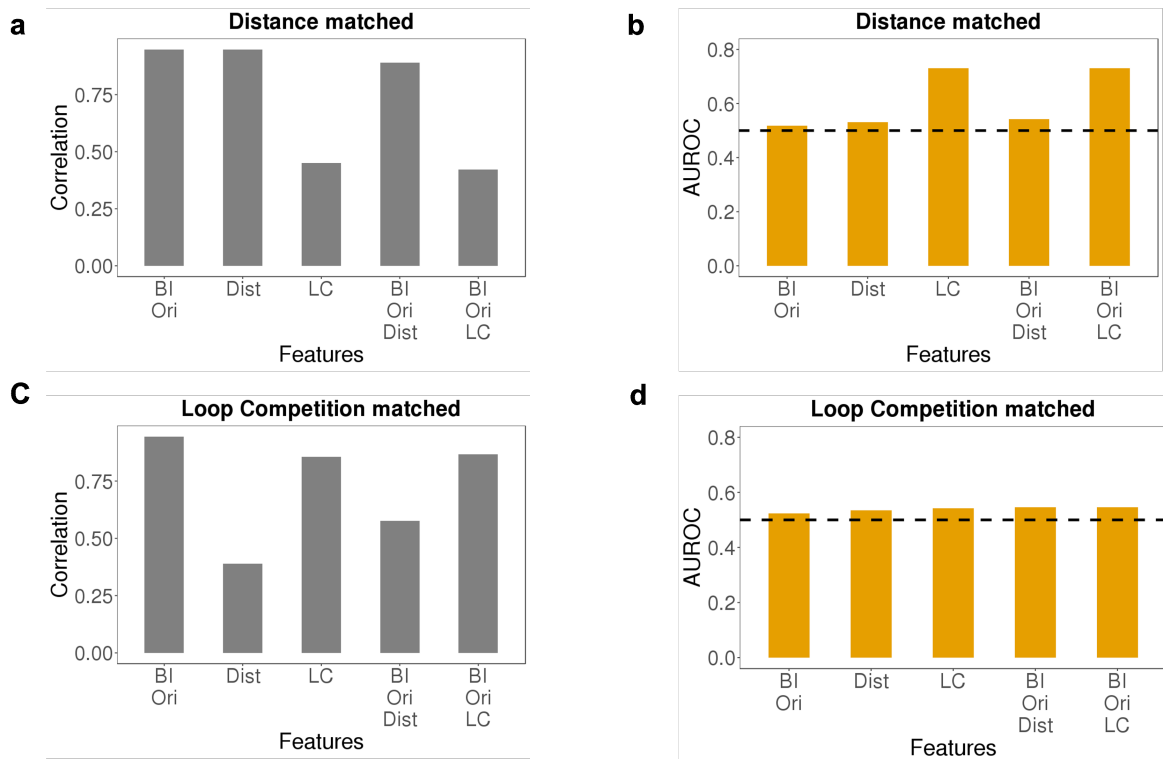 a
Distance matched
Correlation
0.75
0.50
0.25
0.00
BI Dist LC BI BI
Ori Ori Ori
Dist LC
Features
b
Distance matched
AUROC
0.8
0.6
0.4
0.2
0.0
BI Dist LC BI BI
Ori Ori Ori
Dist LC
Features
C
Loop Competition matched
Correlation
0.75
0.50
0.25
0.00
BI Dist LC BI BI
Ori Ori Ori
Dist LC
Features
d
Loop Competition matched
AUROC
0.8
0.6
0.4
0.2
0.0
BI Dist LC BI BI
Ori Ori Ori
Dist LC
Features